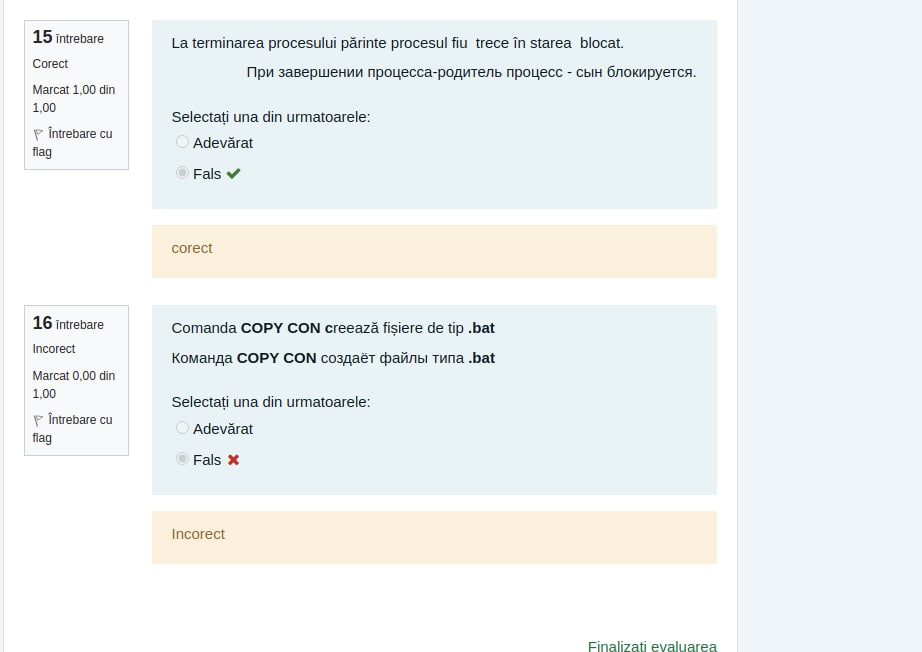 15 întrebare
Corect
Marcat 1,00 din
1,00
Întrebare cu
flag
La terminarea procesului părinte procesul fiu trece în starea blocat.
При завершении процесса-родитель процесс - сын блокируется.
Selectați una din urmatoarele:
Adevărat
Fals
corect
16 întrebare
Incorect
Marcat 0,00 din
1,00
Întrebare cu
flag
Comanda COPY CON creează fișiere de tip .bat
Команда COPY CON создаёт файлы типа .bat
Selectați una din urmatoarele:
Adevărat
Fals
Incorect
Finalizați evaluarea